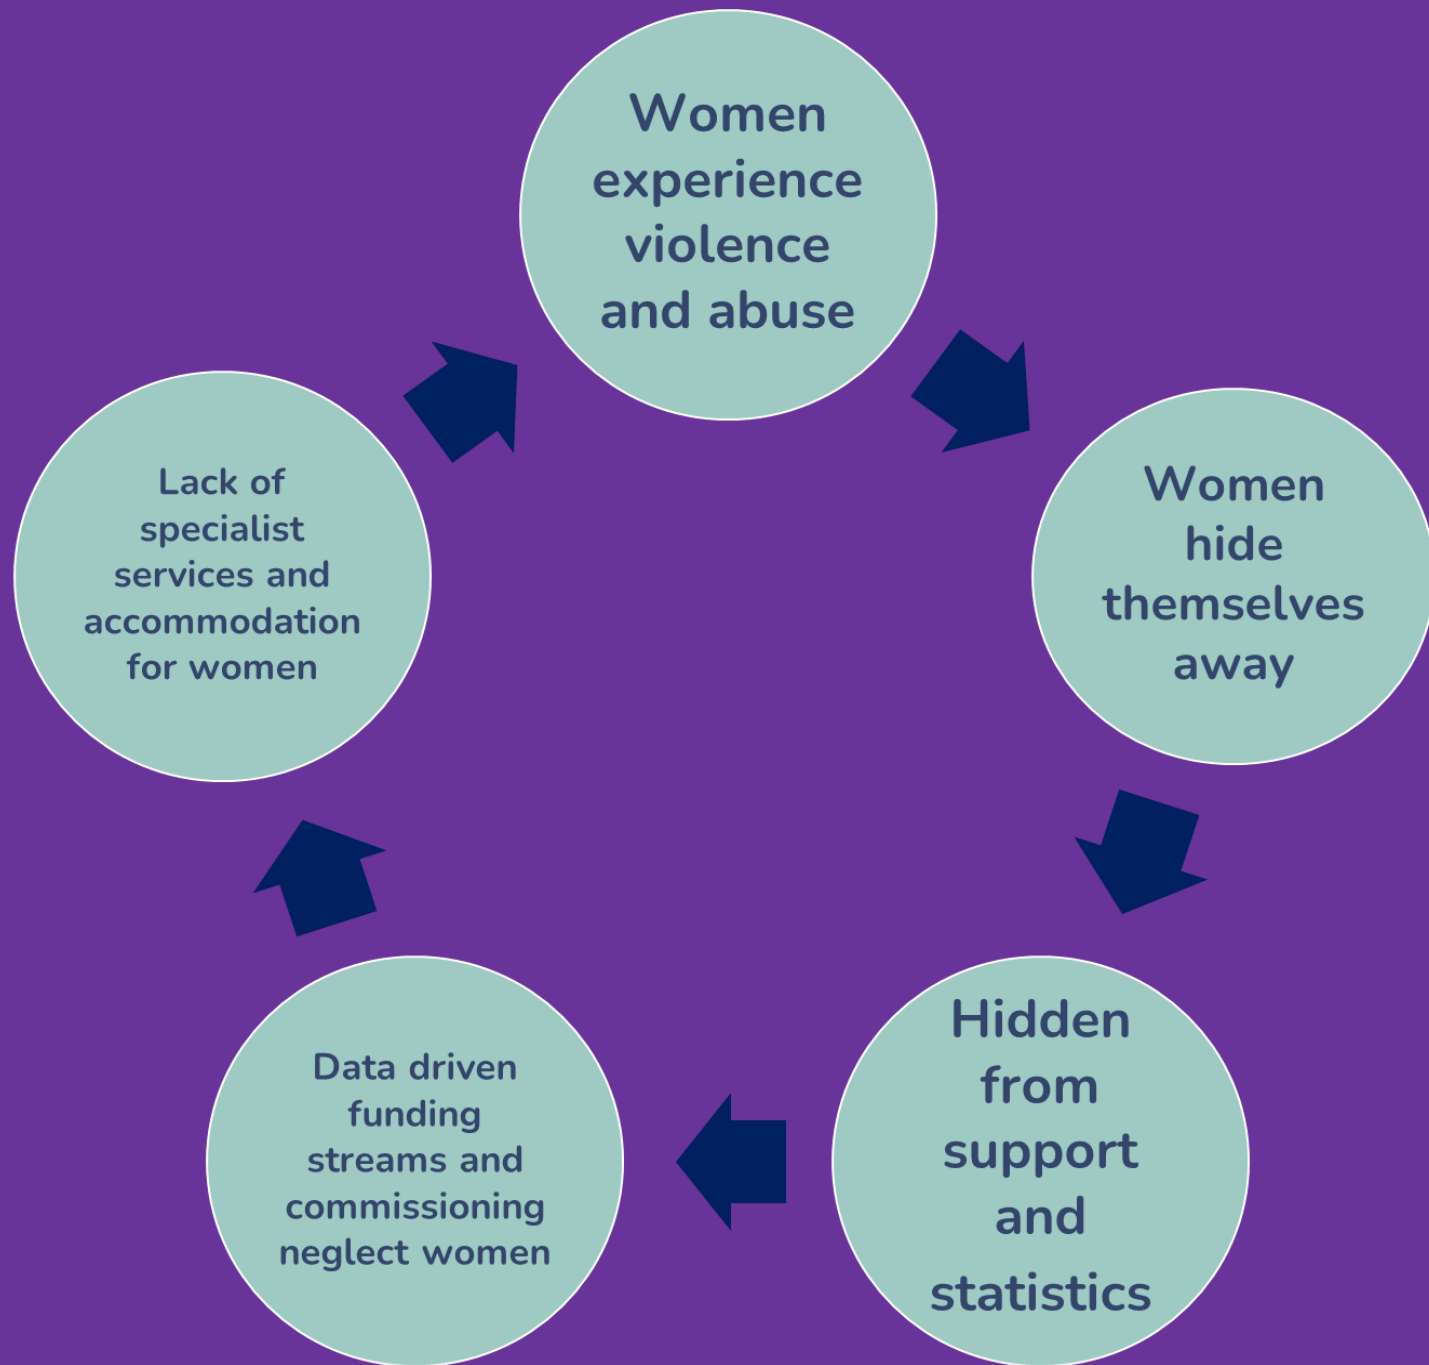 Women
experience
violence
and abuse
Women
hide
themselves
away
Hidden
from
support
and
statistics
Data driven
funding
streams and
commissioning
neglect women
Lack of
specialist
services and
accommodation
for women